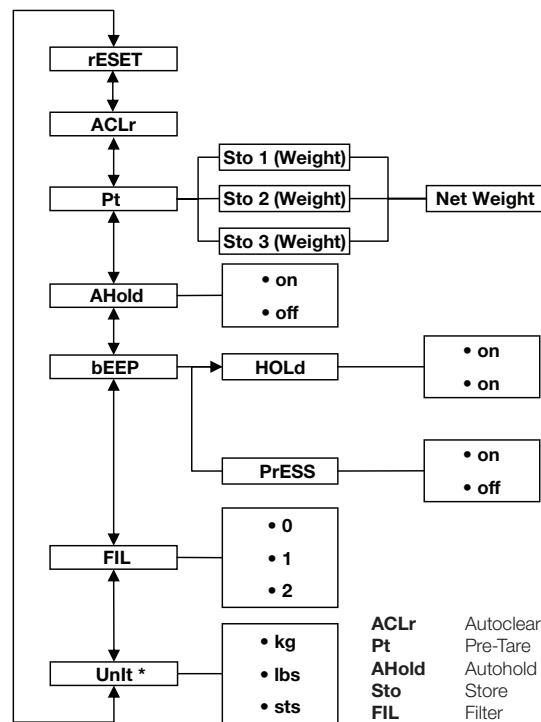 rESET
ACLr
Pt
Sto 1 (Weight)
Sto 2 (Weight)
Sto 3 (Weight)
Net Weight
AHold
• on
• off
bEEP
HOLd
• on
• on
PrESS
• on
• off
FIL
• 0
• 1
• 2
UnIt *
• kg
• lbs
• sts
ACLr Autoclear
Pt Pre-Tare
AHold Autohold
Sto Store
FIL Filter